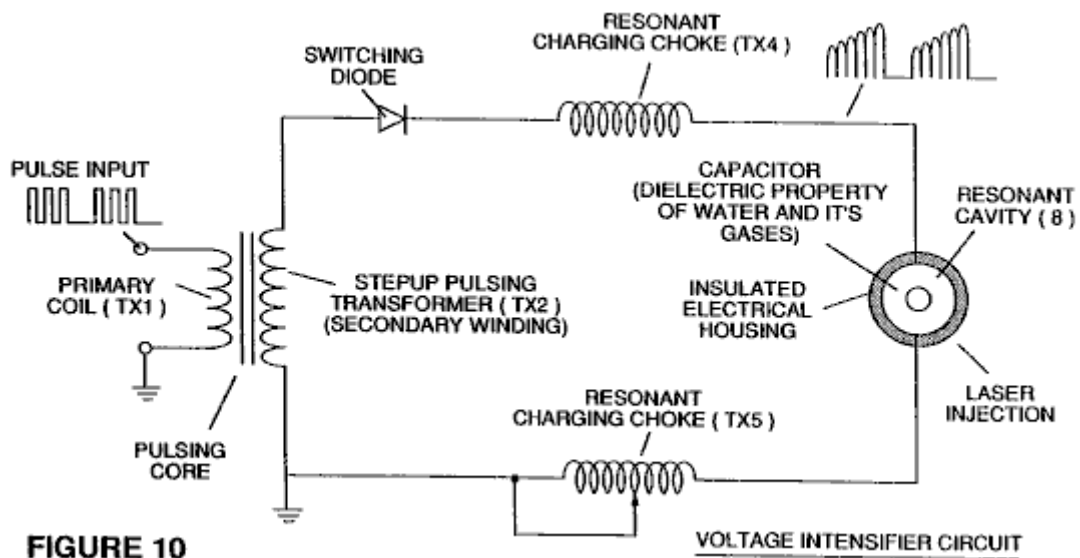 RESONANT
CHARGING CHOKE (TX4)
SWITCHING
DIODE
PULSE INPUT
CAPACITOR
(DIELECTRIC PROPERTY
OF WATER AND IT'S
GASES)
RESONANT
CAVITY ( 8 )
PRIMARY
COIL ( TX1 )
STEPUP PULSING
TRANSFORMER ( TX2 )
(SECONDARY WINDING)
INSULATED
ELECTRICAL
HOUSING
RESONANT
CHARGING CHOKE ( TX5 )
LASER
INJECTION
PULSING
CORE
FIGURE 10
VOLTAGE INTENSIFIER CIRCUIT